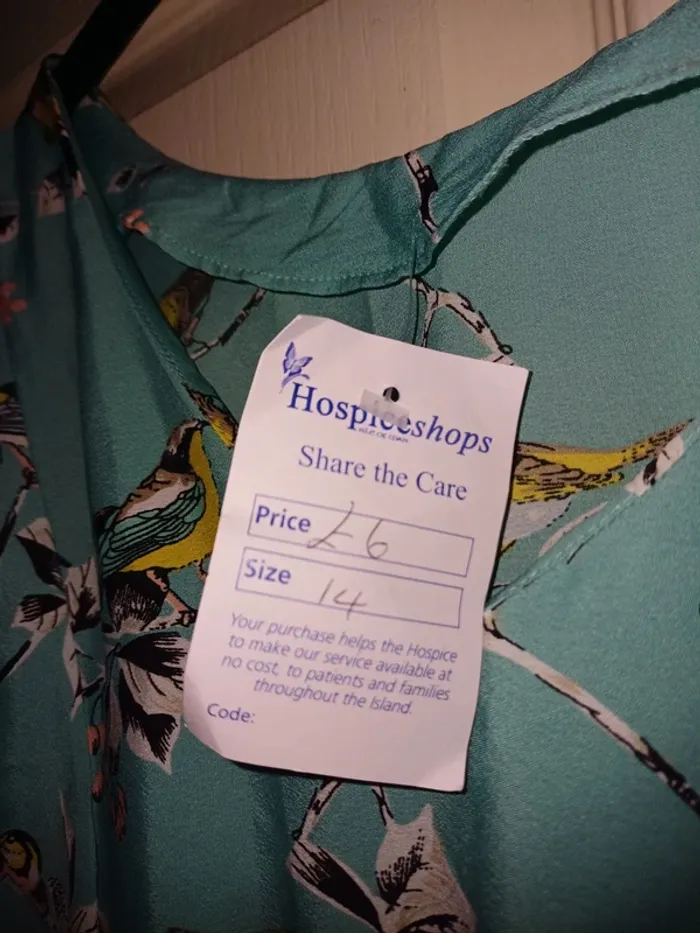 Hospiceshops
Share the Care
Price £6
Size 14
Your purchase helps the Hospice
to make our service available at
no cost, to patients and families
throughout the Island.
Code: